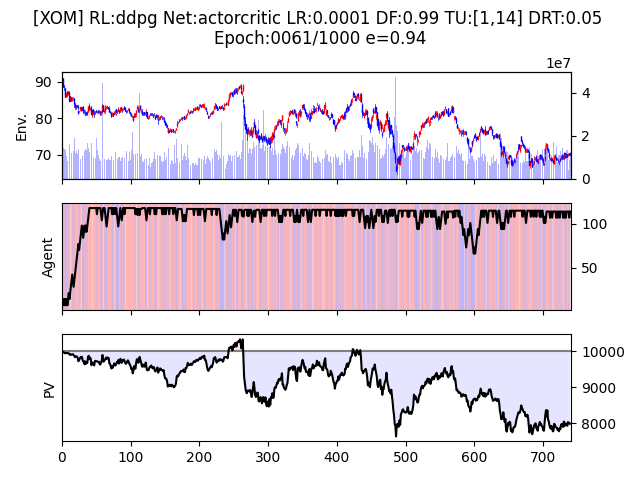 [XOM] RL:ddpg Net:actorcritic LR:0.0001 DF:0.99 TU:[1,14] DRT:0.05
Epoch:0061/1000 e=0.94
1e7
Env.
90
80
70
4
2
0
Agent
100
50
PV
10000
9000
8000
0 100 200 300 400 500 600 700